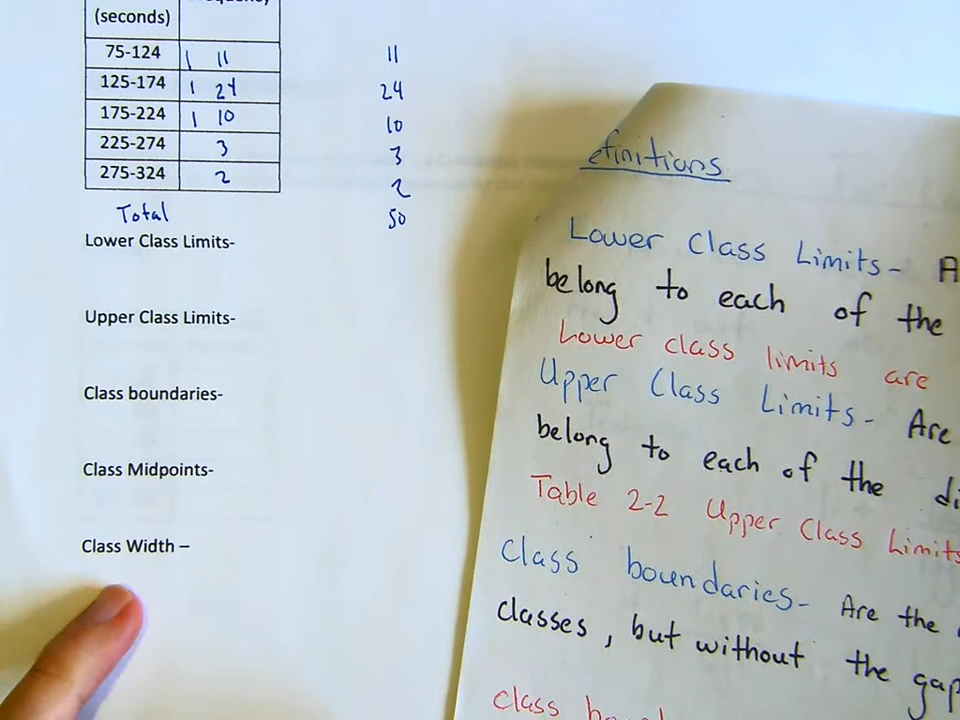 (seconds)
75-124 11 11
125-174 24 24
175-224 10 10
225-274 3 3
275-324 2 2
Total 50
Lower Class Limits-
Upper Class Limits-
Class boundaries-
Class Midpoints-
Class Width –
efinitions
Lower Class Limits- A
belong to each of the
Lower class limits are
Upper Class Limits- Are
belong to each of the di
Table 2-2 Upper Class Limits
Class boundaries- Are the
classes, but without the gap
class